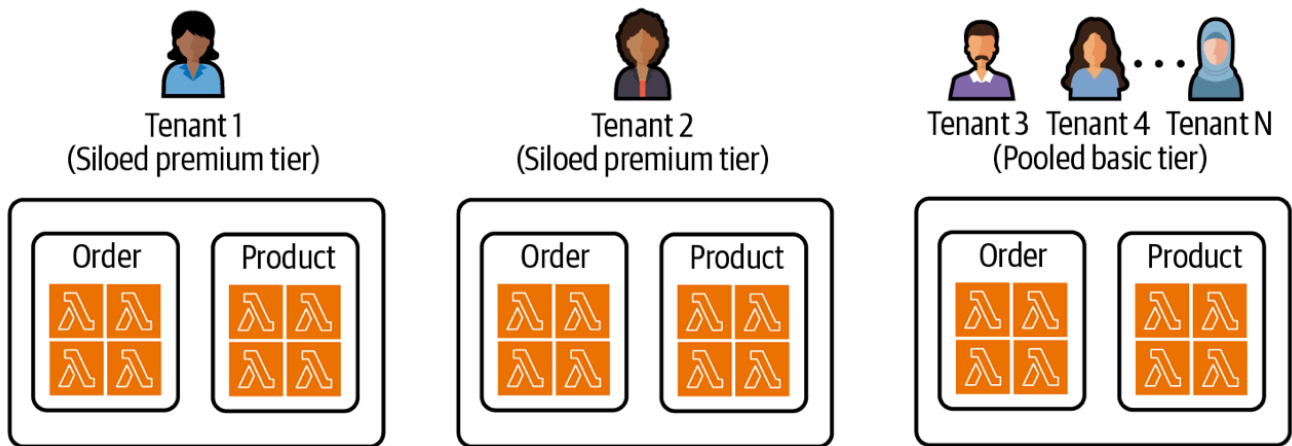 Tenant 1
(Siloed premium tier)
Tenant 2
(Siloed premium tier)
Tenant 3 Tenant 4 Tenant N
(Pooled basic tier)
Order
Product
Order
Product
Order
Product